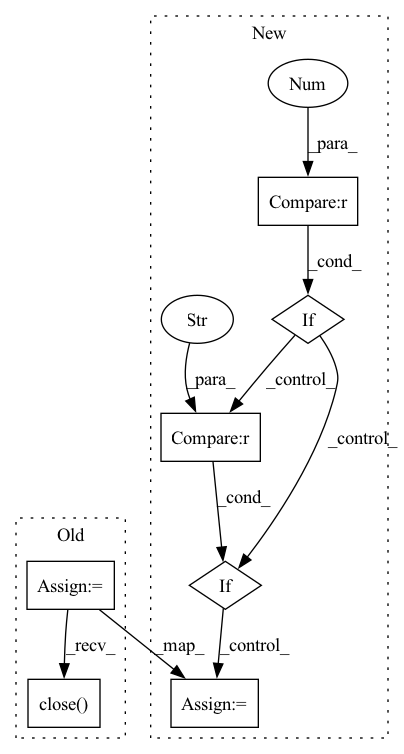 New
Num
_para_
Compare:r
_cond_
Str
If
_para_
_control_
Compare:r
_control_
_cond_
Old
Assign:=
If
_recv_
_map_
_control_
close()
Assign:=